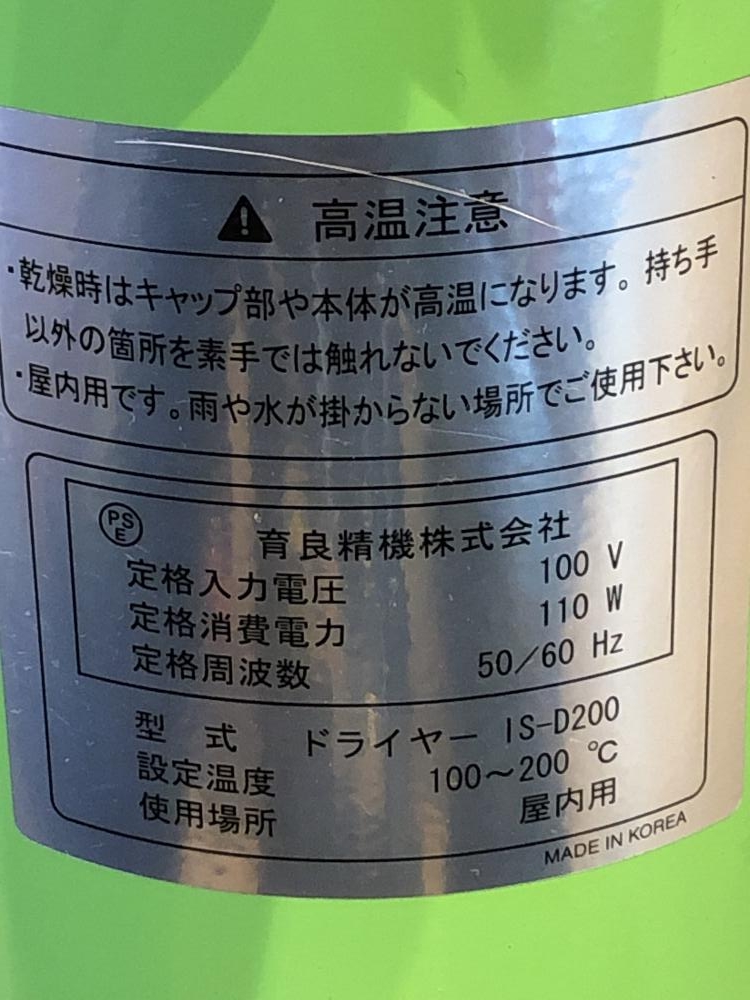 高温注意
・乾燥時はキャップ部や本体が高温になります。持ち手
以外の箇所を素手では触れないでください。
・屋内用です。雨や水が掛からない場所でご使用下さい。
PS
E
育良精機株式会社
定格入力電圧 100 V
定格消費電力 110 W
定格周波数 50/60 Hz
型 式 ドライヤー IS-D200
設定温度 100～200 ℃
使用場所 屋内用
MADE IN KOREA